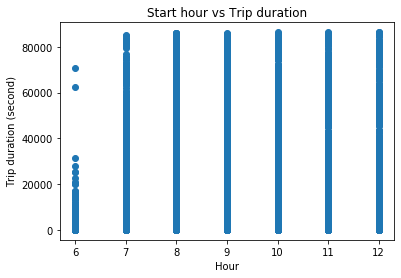 Start hour vs Trip duration
Trip duration (second)
80000
60000
40000
20000
0
6 7 8 9 10 11 12
Hour